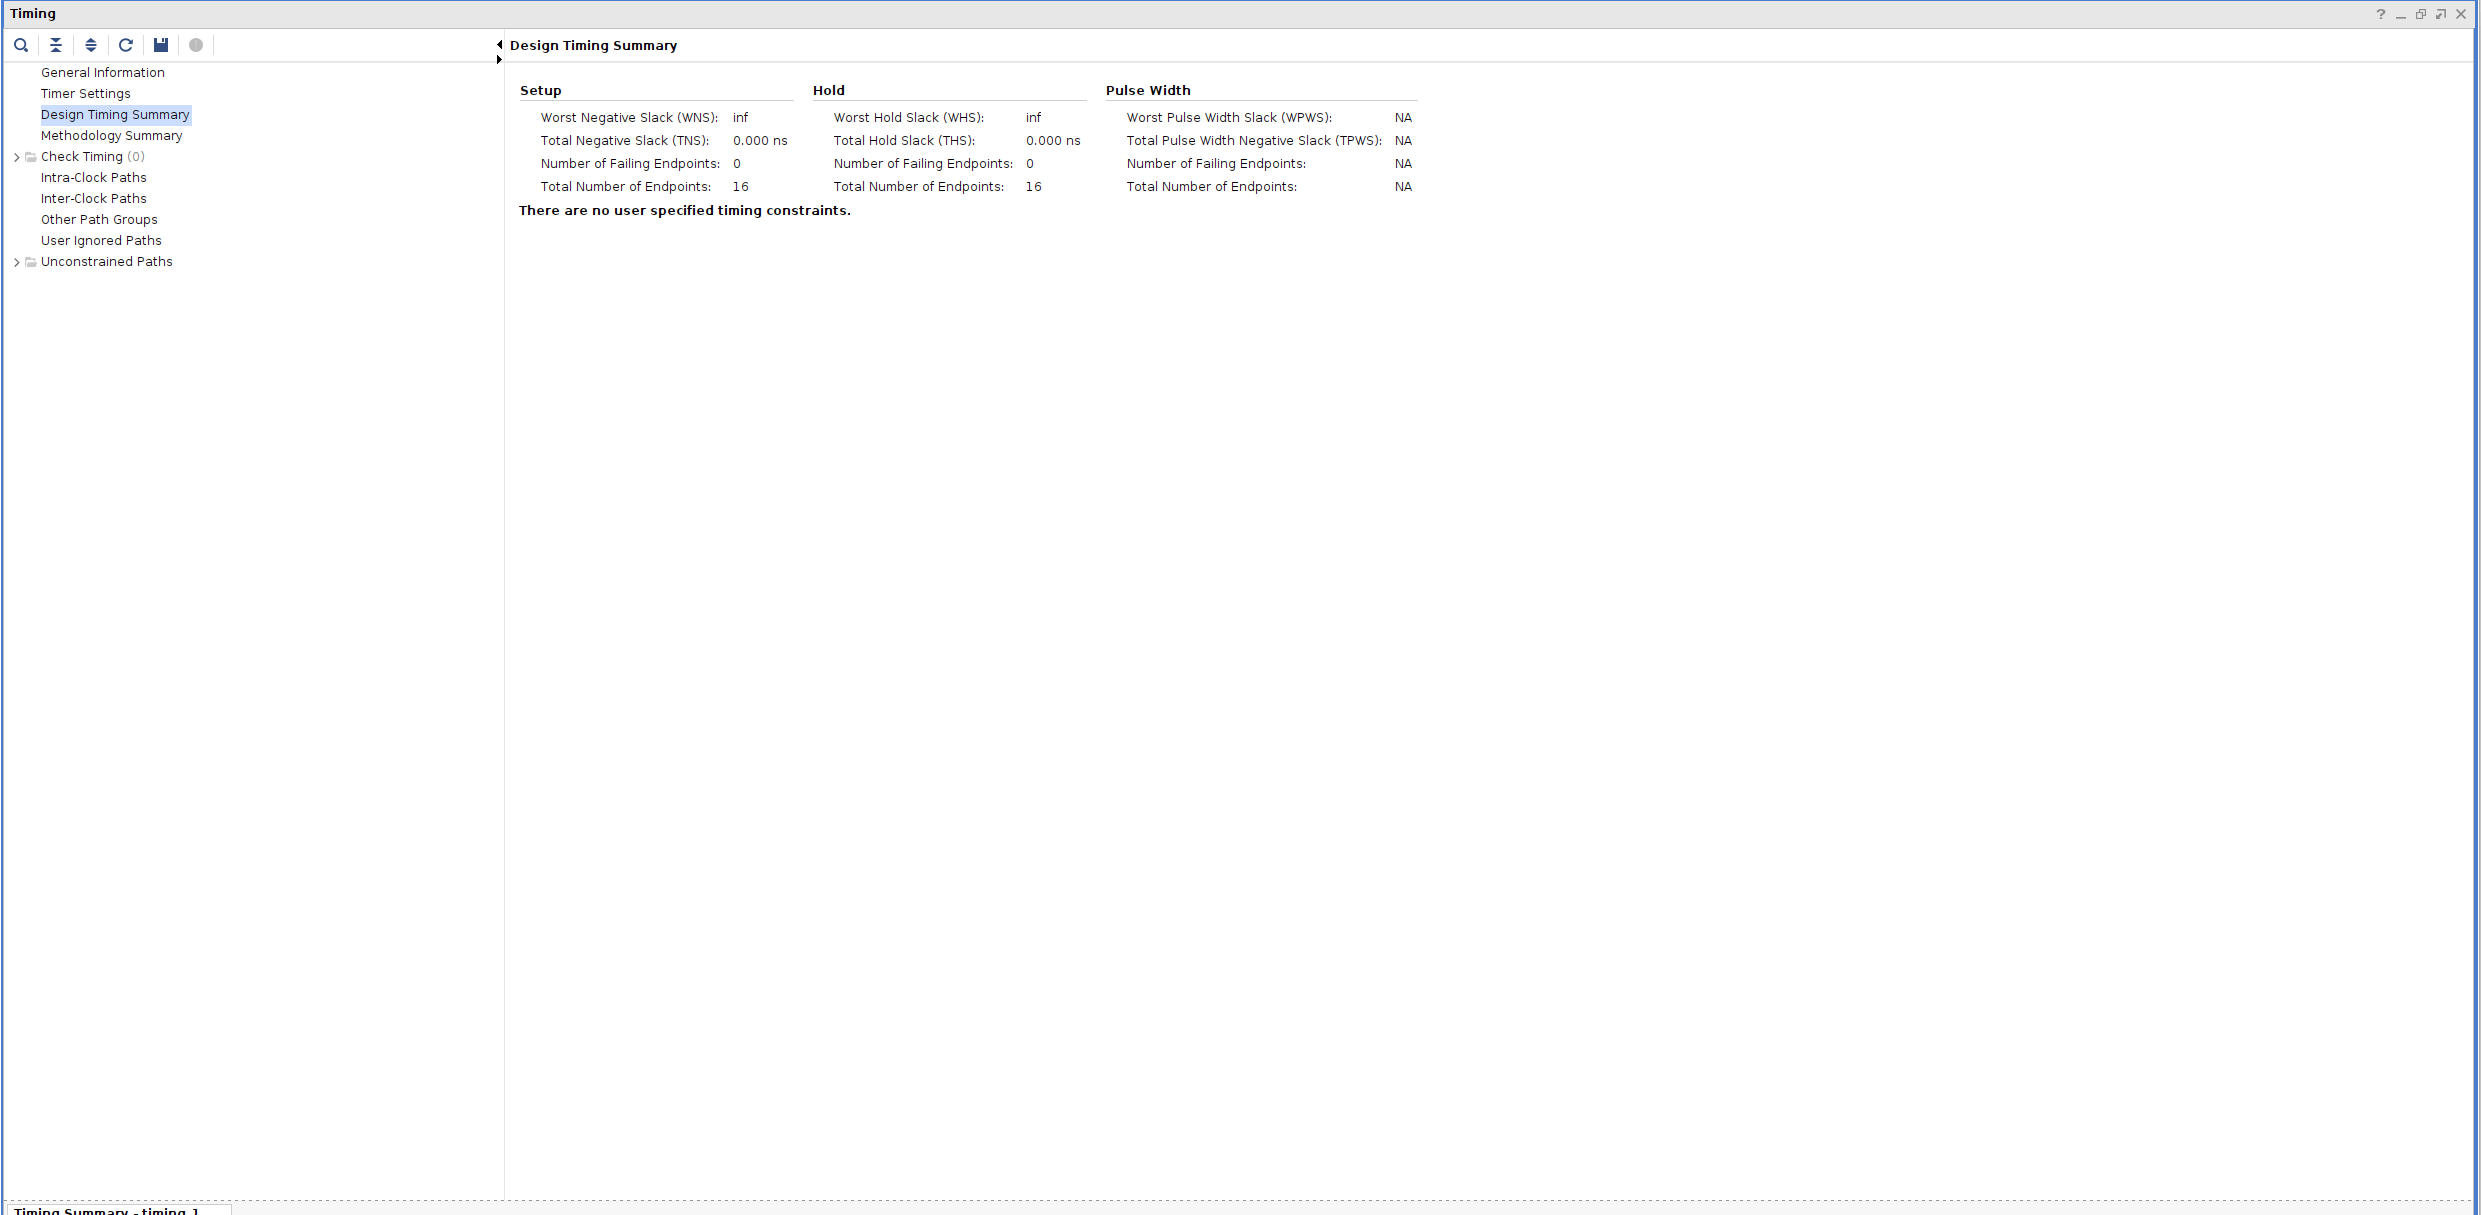 Timing
Design Timing Summary
General Information
Timer Settings
Design Timing Summary
Methodology Summary
Check Timing (0)
Intra-Clock Paths
Inter-Clock Paths
Other Path Groups
User Ignored Paths
Unconstrained Paths
Setup
Worst Negative Slack (WNS): inf
Total Negative Slack (TNS): 0.000 ns
Number of Failing Endpoints: 0
Total Number of Endpoints: 16
Hold
Worst Hold Slack (WHS): inf
Total Hold Slack (THS): 0.000 ns
Number of Failing Endpoints: 0
Total Number of Endpoints: 16
Pulse Width
Worst Pulse Width Slack (WPWS): NA
Total Pulse Width Negative Slack (TPWS): NA
Number of Failing Endpoints: NA
Total Number of Endpoints: NA
There are no user specified timing constraints.
Timing Summary - timing_1